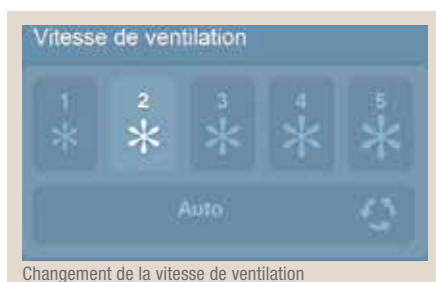 Vitesse de ventilation
1 2 3 4 5
Auto
Changement de la vitesse de ventilation